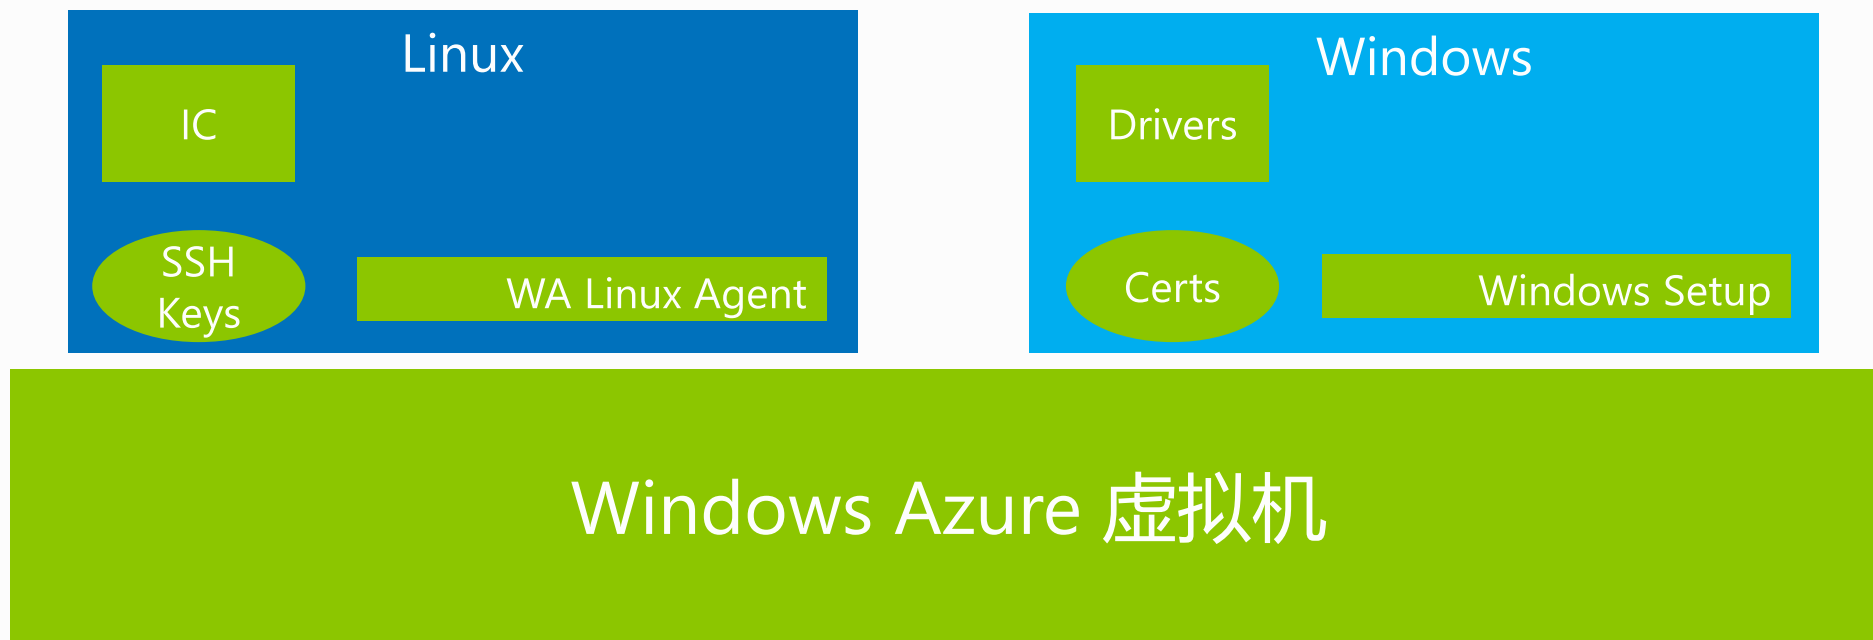 Linux
IC
SSH
Keys
WA Linux Agent
Windows
Drivers
Certs
Windows Setup
Windows Azure 虚拟机